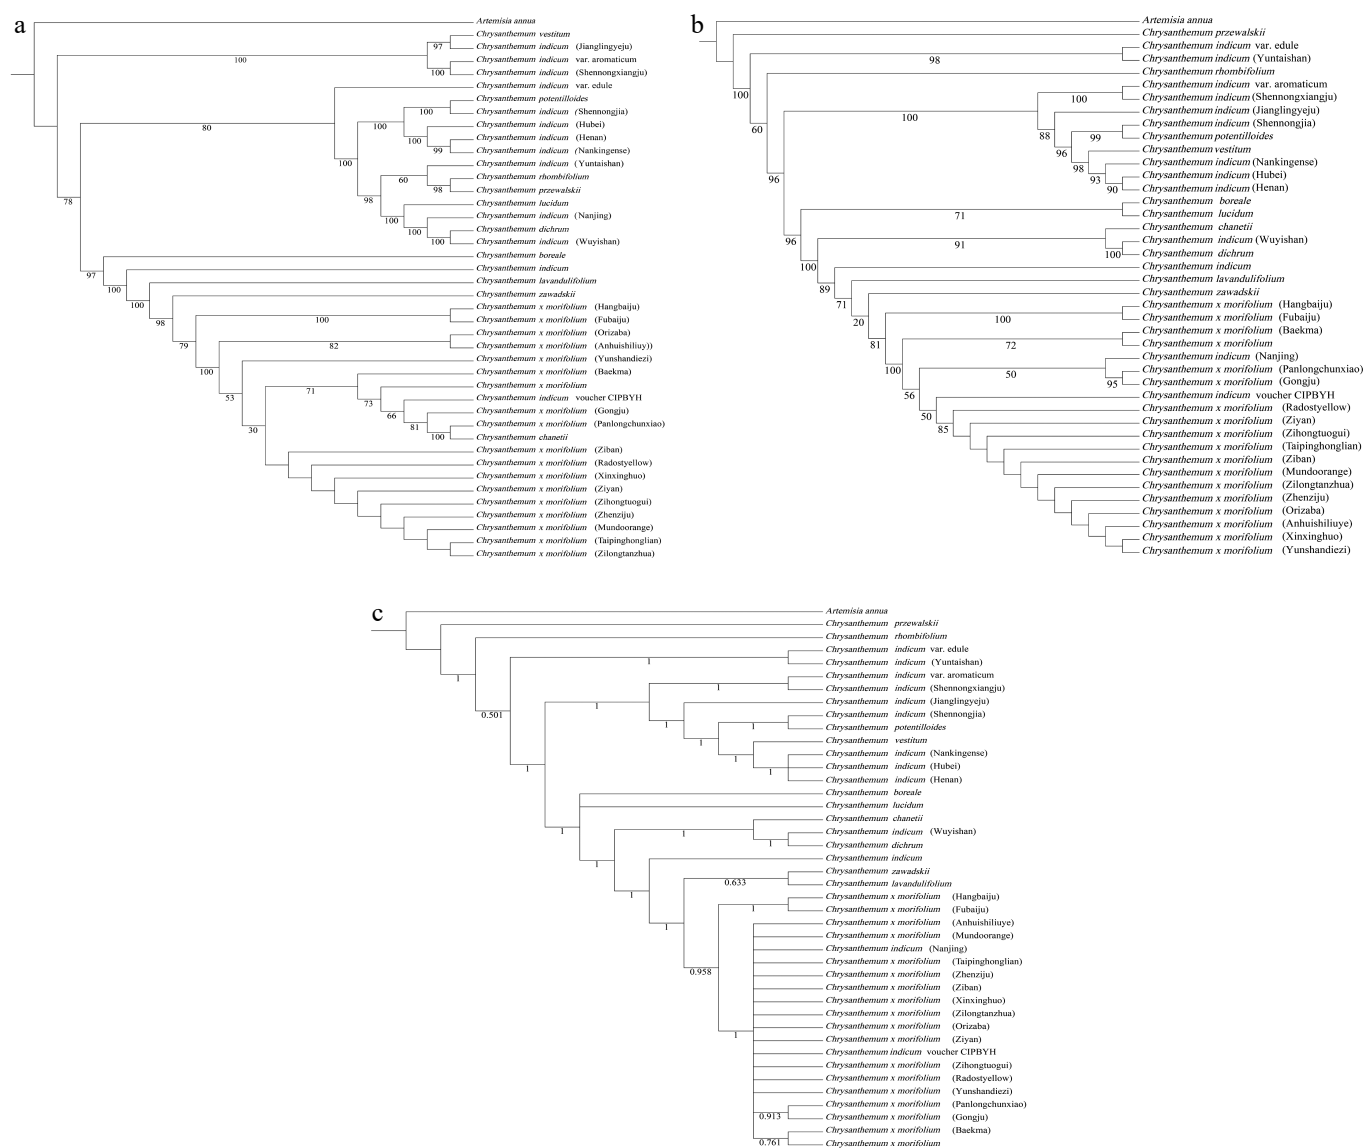 a
Artemisia annua
Chrysanthemum vestitum
97
Chrysanthemum indicum (Jianglingyeju)
100
Chrysanthemum indicum var. aromaticum
100
Chrysanthemum indicum (Shennongxiangju)
Chrysanthemum indicum var. edule
Chrysanthemum potentilloides
100
Chrysanthemum indicum (Shennongjia)
100
80
Chrysanthemum indicum (Hubei)
Chrysanthemum indicum (Henan)
100
99
Chrysanthemum indicum (Nankingense)
100
Chrysanthemum indicum (Yuntaishan)
60
Chrysanthemum rhombifolium
98
Chrysanthemum przewalskii
98
78
Chrysanthemum lucidum
100
Chrysanthemum indicum (Nanjing)
100
Chrysanthemum dichrum
100
Chrysanthemum indicum (Wuyishan)
Chrysanthemum boreale
97
Chrysanthemum indicum
100
Chrysanthemum lavandulifolium
100
Chrysanthemum zawadskii
98
Chrysanthemum x morifolium (Hangbaiju)
100
Chrysanthemum x morifolium (Fubaiju)
Chrysanthemum x morifolium (Orizaba)
79
82
Chrysanthemum x morifolium (Anhuishiliuy))
100
Chrysanthemum x morifolium (Yunshandiezi)
Chrysanthemum x morifolium (Baekma)
53
71
Chrysanthemum x morifolium
73
Chrysanthemum indicum voucher CIPBYH
66
Chrysanthemum x morifolium (Gongju)
30
81
Chrysanthemum x morifolium (Panlongchunxiao)
100
Chrysanthemum chanetii
Chrysanthemum x morifolium (Ziban)
Chrysanthemum x morifolium (Radostyellow)
Chrysanthemum x morifolium (Xinxinghuo)
Chrysanthemum x morifolium (Ziyan)
Chrysanthemum x morifolium (Zihongtuogui)
Chrysanthemum x morifolium (Zhenziju)
Chrysanthemum x morifolium (Mundoorange)
Chrysanthemum x morifolium (Taipinghonglian)
Chrysanthemum x morifolium (Zilongtanzhua)
b
Artemisia annua
Chrysanthemum przewalskii
Chrysanthemum indicum var. edule
98
Chrysanthemum indicum (Yuntaishan)
Chrysanthemum rhombifolium
100
Chrysanthemum indicum var. aromaticum
100
Chrysanthemum indicum (Shennongxiangju)
Chrysanthemum indicum (Jianglingyeju)
100
60
Chrysanthemum indicum (Shennongjia)
88
99
Chrysanthemum potentilloides
96
Chrysanthemum vestitum
98
Chrysanthemum indicum (Nankingense)
96
93
Chrysanthemum indicum (Hubei)
90
Chrysanthemum indicum (Henan)
Chrysanthemum boreale
71
Chrysanthemum lucidum
96
Chrysanthemum chanetii
91
Chrysanthemum indicum (Wuyishan)
100
Chrysanthemum dichrum
100
Chrysanthemum indicum
89
Chrysanthemum lavandulifolium
71
Chrysanthemum zawadskii
20
Chrysanthemum x morifolium (Hangbaiju)
100
Chrysanthemum x morifolium (Fubaiju)
81
Chrysanthemum x morifolium (Baekma)
72
Chrysanthemum x morifolium
100
Chrysanthemum indicum (Nanjing)
50
Chrysanthemum x morifolium (Panlongchunxiao)
95
Chrysanthemum x morifolium (Gongju)
56
Chrysanthemum indicum voucher CIPBYH
50
Chrysanthemum x morifolium (Radostyellow)
85
Chrysanthemum x morifolium (Ziyan)
Chrysanthemum x morifolium (Zihongtuogui)
Chrysanthemum x morifolium (Taipinghonglian)
Chrysanthemum x morifolium (Ziban)
Chrysanthemum x morifolium (Mundoorange)
Chrysanthemum x morifolium (Zilongtanzhua)
Chrysanthemum x morifolium (Zhenziju)
Chrysanthemum x morifolium (Orizaba)
Chrysanthemum x morifolium (Anhuishiliuye)
Chrysanthemum x morifolium (Xinxinghuo)
Chrysanthemum x morifolium (Yunshandiezi)
c
Artemisia annua
Chrysanthemum przewalskii
Chrysanthemum rhombifolium
Chrysanthemum indicum var. edule
1
Chrysanthemum indicum (Yuntaishan)
1
Chrysanthemum indicum var. aromaticum
1
Chrysanthemum indicum (Shennongxiangju)
Chrysanthemum indicum (Jianglingyeju)
1
0.501
Chrysanthemum indicum (Shennongjia)
1
1
Chrysanthemum potentilloides
1
Chrysanthemum vestitum
Chrysanthemum indicum (Nankingense)
1
1
Chrysanthemum indicum (Hubei)
1
Chrysanthemum indicum (Henan)
Chrysanthemum boreale
Chrysanthemum lucidum
Chrysanthemum chanetii
1
1
Chrysanthemum indicum (Wuyishan)
1
Chrysanthemum dichrum
Chrysanthemum indicum
1
Chrysanthemum zawadskii
0.633
Chrysanthemum lavandulifolium
1
Chrysanthemum x morifolium (Hangbaiju)
1
Chrysanthemum x morifolium (Fubaiju)
Chrysanthemum x morifolium (Anhuishiliuye)
1
Chrysanthemum x morifolium (Mundoorange)
Chrysanthemum indicum (Nanjing)
Chrysanthemum x morifolium (Taipinghonglian)
0.958
Chrysanthemum x morifolium (Zhenziju)
Chrysanthemum x morifolium (Ziban)
Chrysanthemum x morifolium (Xinxinghuo)
Chrysanthemum x morifolium (Zilongtanzhua)
Chrysanthemum x morifolium (Orizaba)
1
Chrysanthemum x morifolium (Ziyan)
Chrysanthemum indicum voucher CIPBYH
Chrysanthemum x morifolium (Zihongtuogui)
Chrysanthemum x morifolium (Radostyellow)
Chrysanthemum x morifolium (Yunshandiezi)
Chrysanthemum x morifolium (Panlongchunxiao)
0.913
Chrysanthemum x morifolium (Gongju)
Chrysanthemum x morifolium (Baekma)
0.761
Chrysanthemum x morifolium